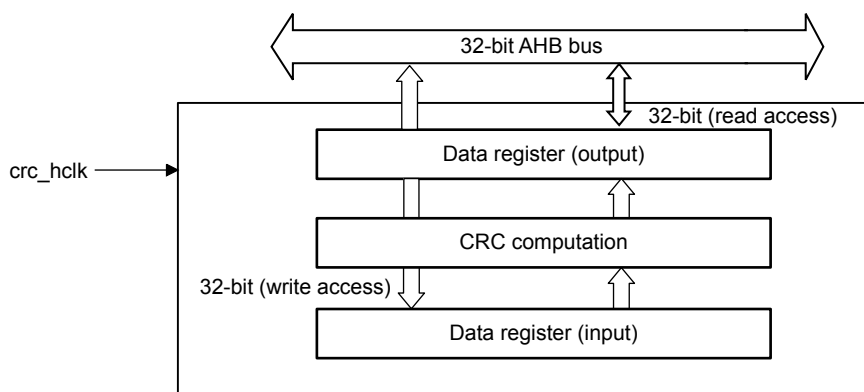 32-bit AHB bus
32-bit (read access)
Data register (output)
crc_hclk
CRC computation
32-bit (write access)
Data register (input)